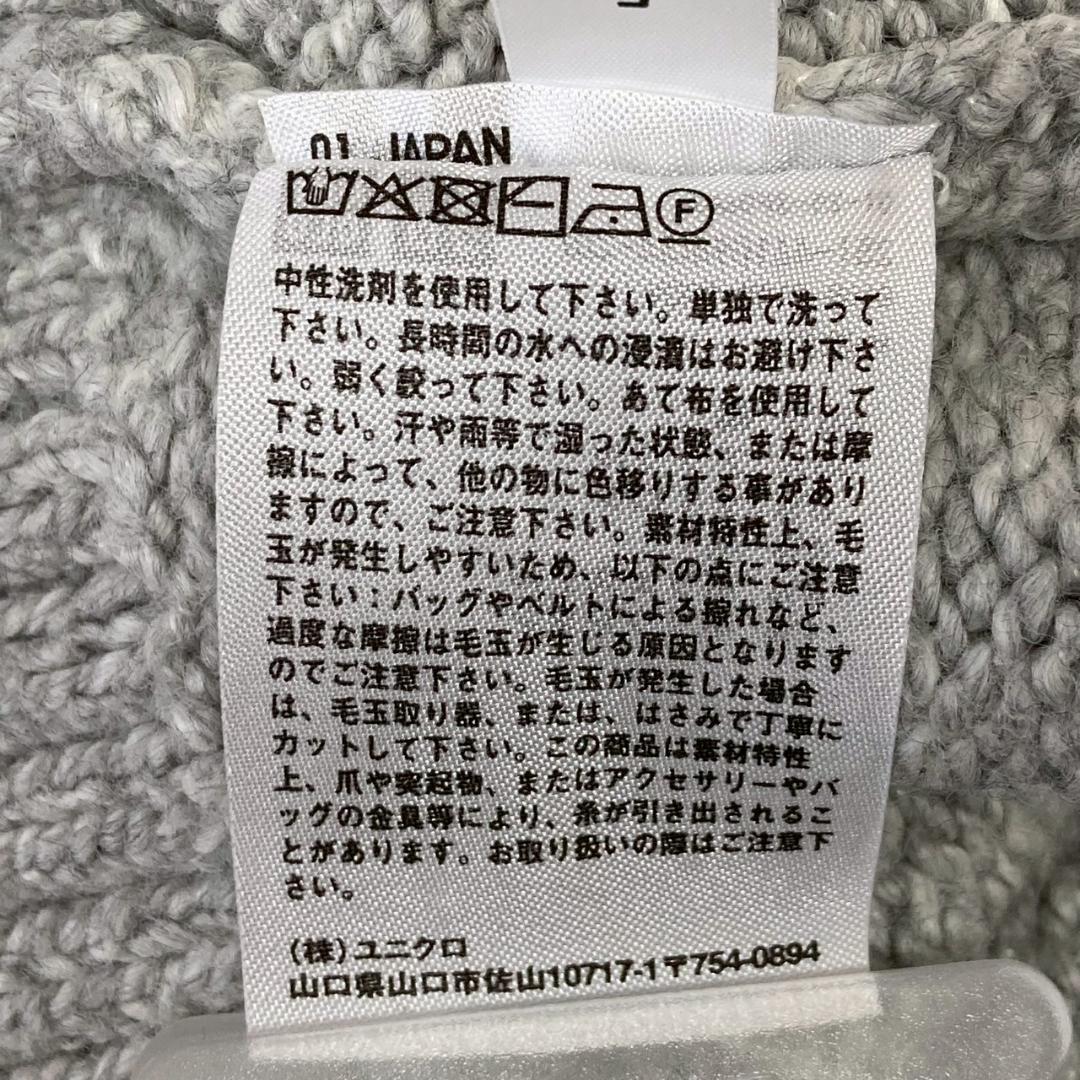 01 JAPAN
F
中性洗剤を使用して下さい。単独で洗って
下さい。長時間の水への浸漬はお避け下さ
い。弱く絞って下さい。あて布を使用して
下さい。汗や雨等で湿った状態、または摩
擦によって、他の物に色移りする事があり
ますので、ご注意下さい。素材特性上、毛
玉が発生しやすいため、以下の点にご注意
下さい：バッグやベルトによる擦れなど、
過度な摩擦は毛玉が生じる原因となります
のでご注意下さい。毛玉が発生した場合
は、毛玉取り器、または、はさみで丁寧に
カットして下さい。この商品は素材特性
上、爪や突起物、またはアクセサリーやバ
ッグの金具等により、糸が引き出されるこ
とがあります。お取り扱いの際はご注意下
さい。
(株)ユニクロ
山口県山口市佐山10717-1〒754-0894